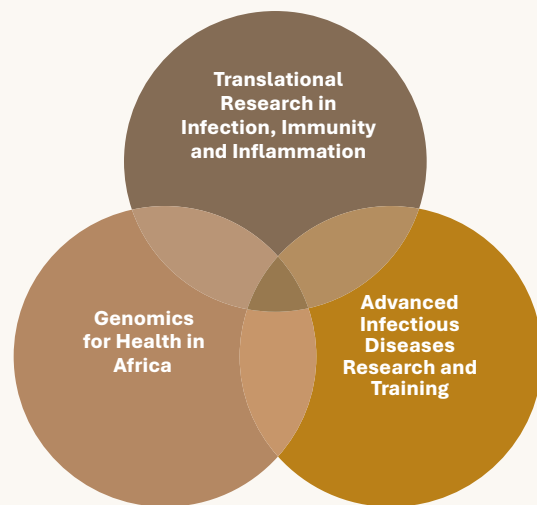 Translational
Research in
Infection, Immunity
and Inflammation
Genomics
for Health in
Africa
Advanced
Infectious
Diseases
Research and
Training